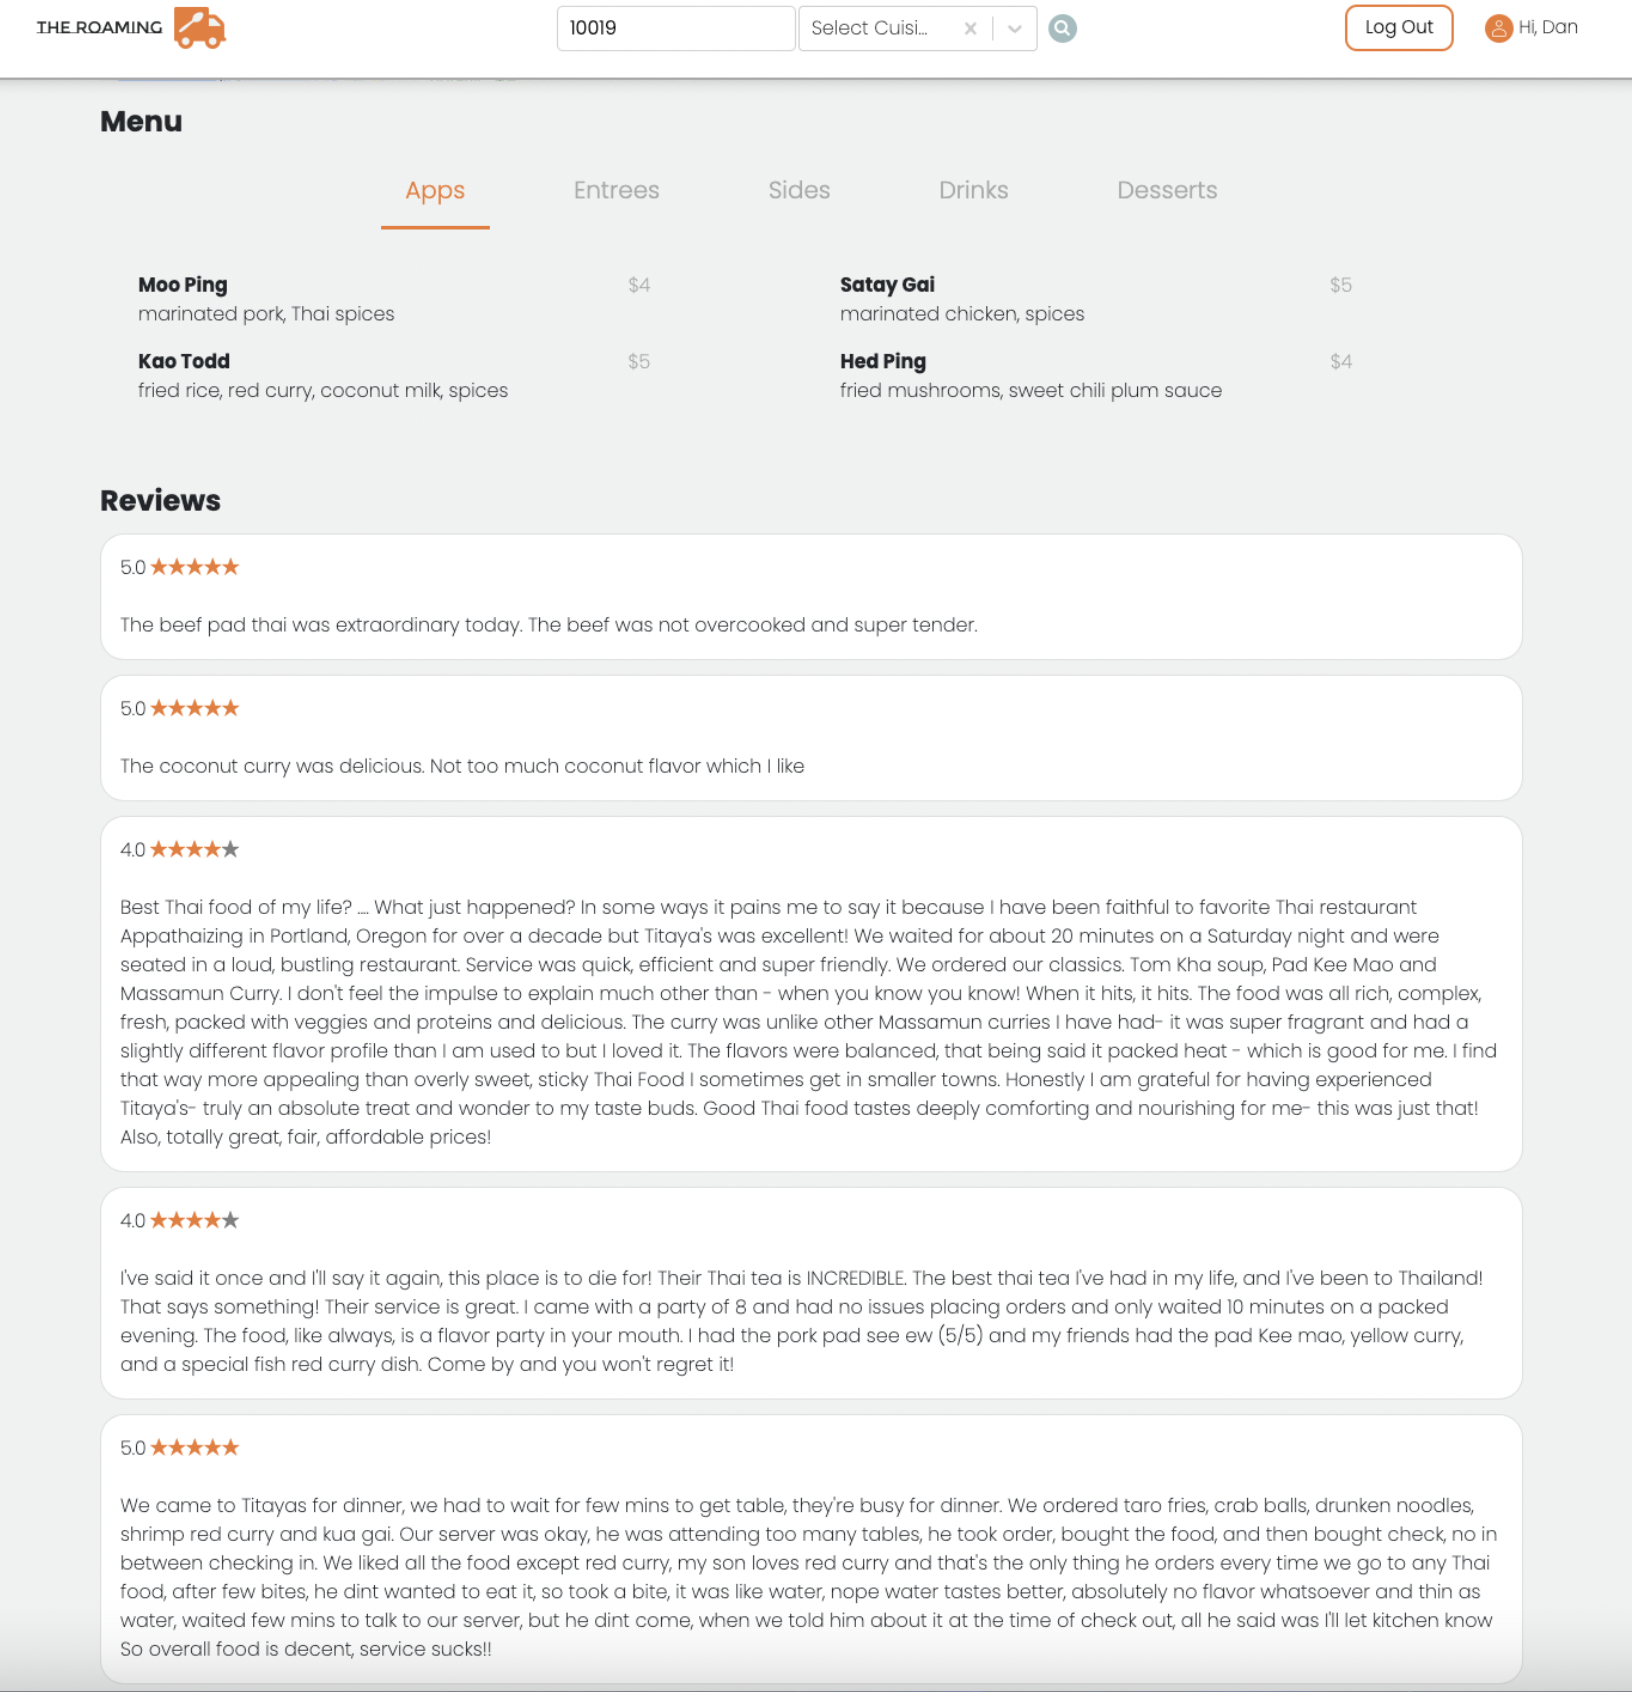 THE ROAMING
10019
Select Cuisi...
Log Out
Hi, Dan
Menu
Apps
Entrees
Sides
Drinks
Desserts
Moo Ping
$4
marinated pork, Thai spices
Satay Gai
$5
marinated chicken, spices
Kao Todd
$5
fried rice, red curry, coconut milk, spices
Hed Ping
$4
fried mushrooms, sweet chili plum sauce
Reviews
5.0 ★★★★★
The beef pad thai was extraordinary today. The beef was not overcooked and super tender.
5.0 ★★★★★
The coconut curry was delicious. Not too much coconut flavor which I like
4.0 ★★★★★
Best Thai food of my life? .... What just happened? In some ways it pains me to say it because I have been faithful to favorite Thai restaurant
Appathaizing in Portland, Oregon for over a decade but Titaya's was excellent! We waited for about 20 minutes on a Saturday night and were
seated in a loud, bustling restaurant. Service was quick, efficient and super friendly. We ordered our classics. Tom Kha soup, Pad Kee Mao and
Massamun Curry. I don't feel the impulse to explain much other than - when you know you know! When it hits, it hits. The food was all rich, complex,
fresh, packed with veggies and proteins and delicious. The curry was unlike other Massamun curries I have had- it was super fragrant and had a
slightly different flavor profile than I am used to but I loved it. The flavors were balanced, that being said it packed heat - which is good for me. I find
that way more appealing than overly sweet, sticky Thai Food I sometimes get in smaller towns. Honestly I am grateful for having experienced
Titaya's- truly an absolute treat and wonder to my taste buds. Good Thai food tastes deeply comforting and nourishing for me- this was just that!
Also, totally great, fair, affordable prices!
4.0 ★★★★★
I've said it once and I'll say it again, this place is to die for! Their Thai tea is INCREDIBLE. The best thai tea I've had in my life, and I've been to Thailand!
That says something! Their service is great. I came with a party of 8 and had no issues placing orders and only waited 10 minutes on a packed
evening. The food, like always, is a flavor party in your mouth. I had the pork pad see ew (5/5) and my friends had the pad Kee mao, yellow curry,
and a special fish red curry dish. Come by and you won't regret it!
5.0 ★★★★★
We came to Titayas for dinner, we had to wait for few mins to get table, they're busy for dinner. We ordered taro fries, crab balls, drunken noodles,
shrimp red curry and kua gai. Our server was okay, he was attending too many tables, he took order, bought the food, and then bought check, no in
between checking in. We liked all the food except red curry, my son loves red curry and that's the only thing he orders every time we go to any Thai
food, after few bites, he dint wanted to eat it, so took a bite, it was like water, nope water tastes better, absolutely no flavor whatsoever and thin as
water, waited few mins to talk to our server, but he dint come, when we told him about it at the time of check out, all he said was I'll let kitchen know
So overall food is decent, service sucks!!